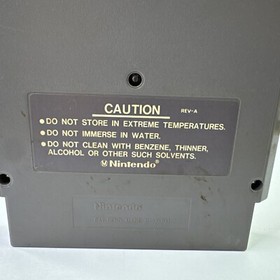 CAUTION REV-A
•DO NOT STORE IN EXTREME TEMPERATURES.
•DO NOT IMMERSE IN WATER.
•DO NOT CLEAN WITH BENZENE, THINNER,
ALCOHOL OR OTHER SUCH SOLVENTS.
Nintendo